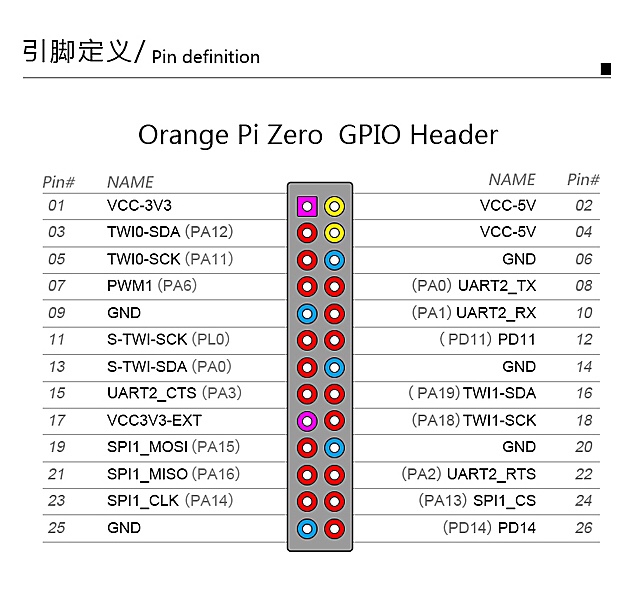 引脚定义/ Pin definition
Orange Pi Zero GPIO Header
Pin# NAME NAME Pin#
01 VCC-3V3 VCC-5V 02
03 TWI0-SDA (PA12) VCC-5V 04
05 TWI0-SCK (PA11) GND 06
07 PWM1 (PA6) (PA0) UART2_TX 08
09 GND (PA1) UART2_RX 10
11 S-TWI-SCK (PL0) (PD11) PD11 12
13 S-TWI-SDA (PA0) GND 14
15 UART2_CTS (PA3) (PA19) TWI1-SDA 16
17 VCC3V3-EXT (PA18) TWI1-SCK 18
19 SPI1_MOSI (PA15) GND 20
21 SPI1_MISO (PA16) (PA2) UART2_RTS 22
23 SPI1_CLK (PA14) (PA13) SPI1_CS 24
25 GND (PD14) PD14 26